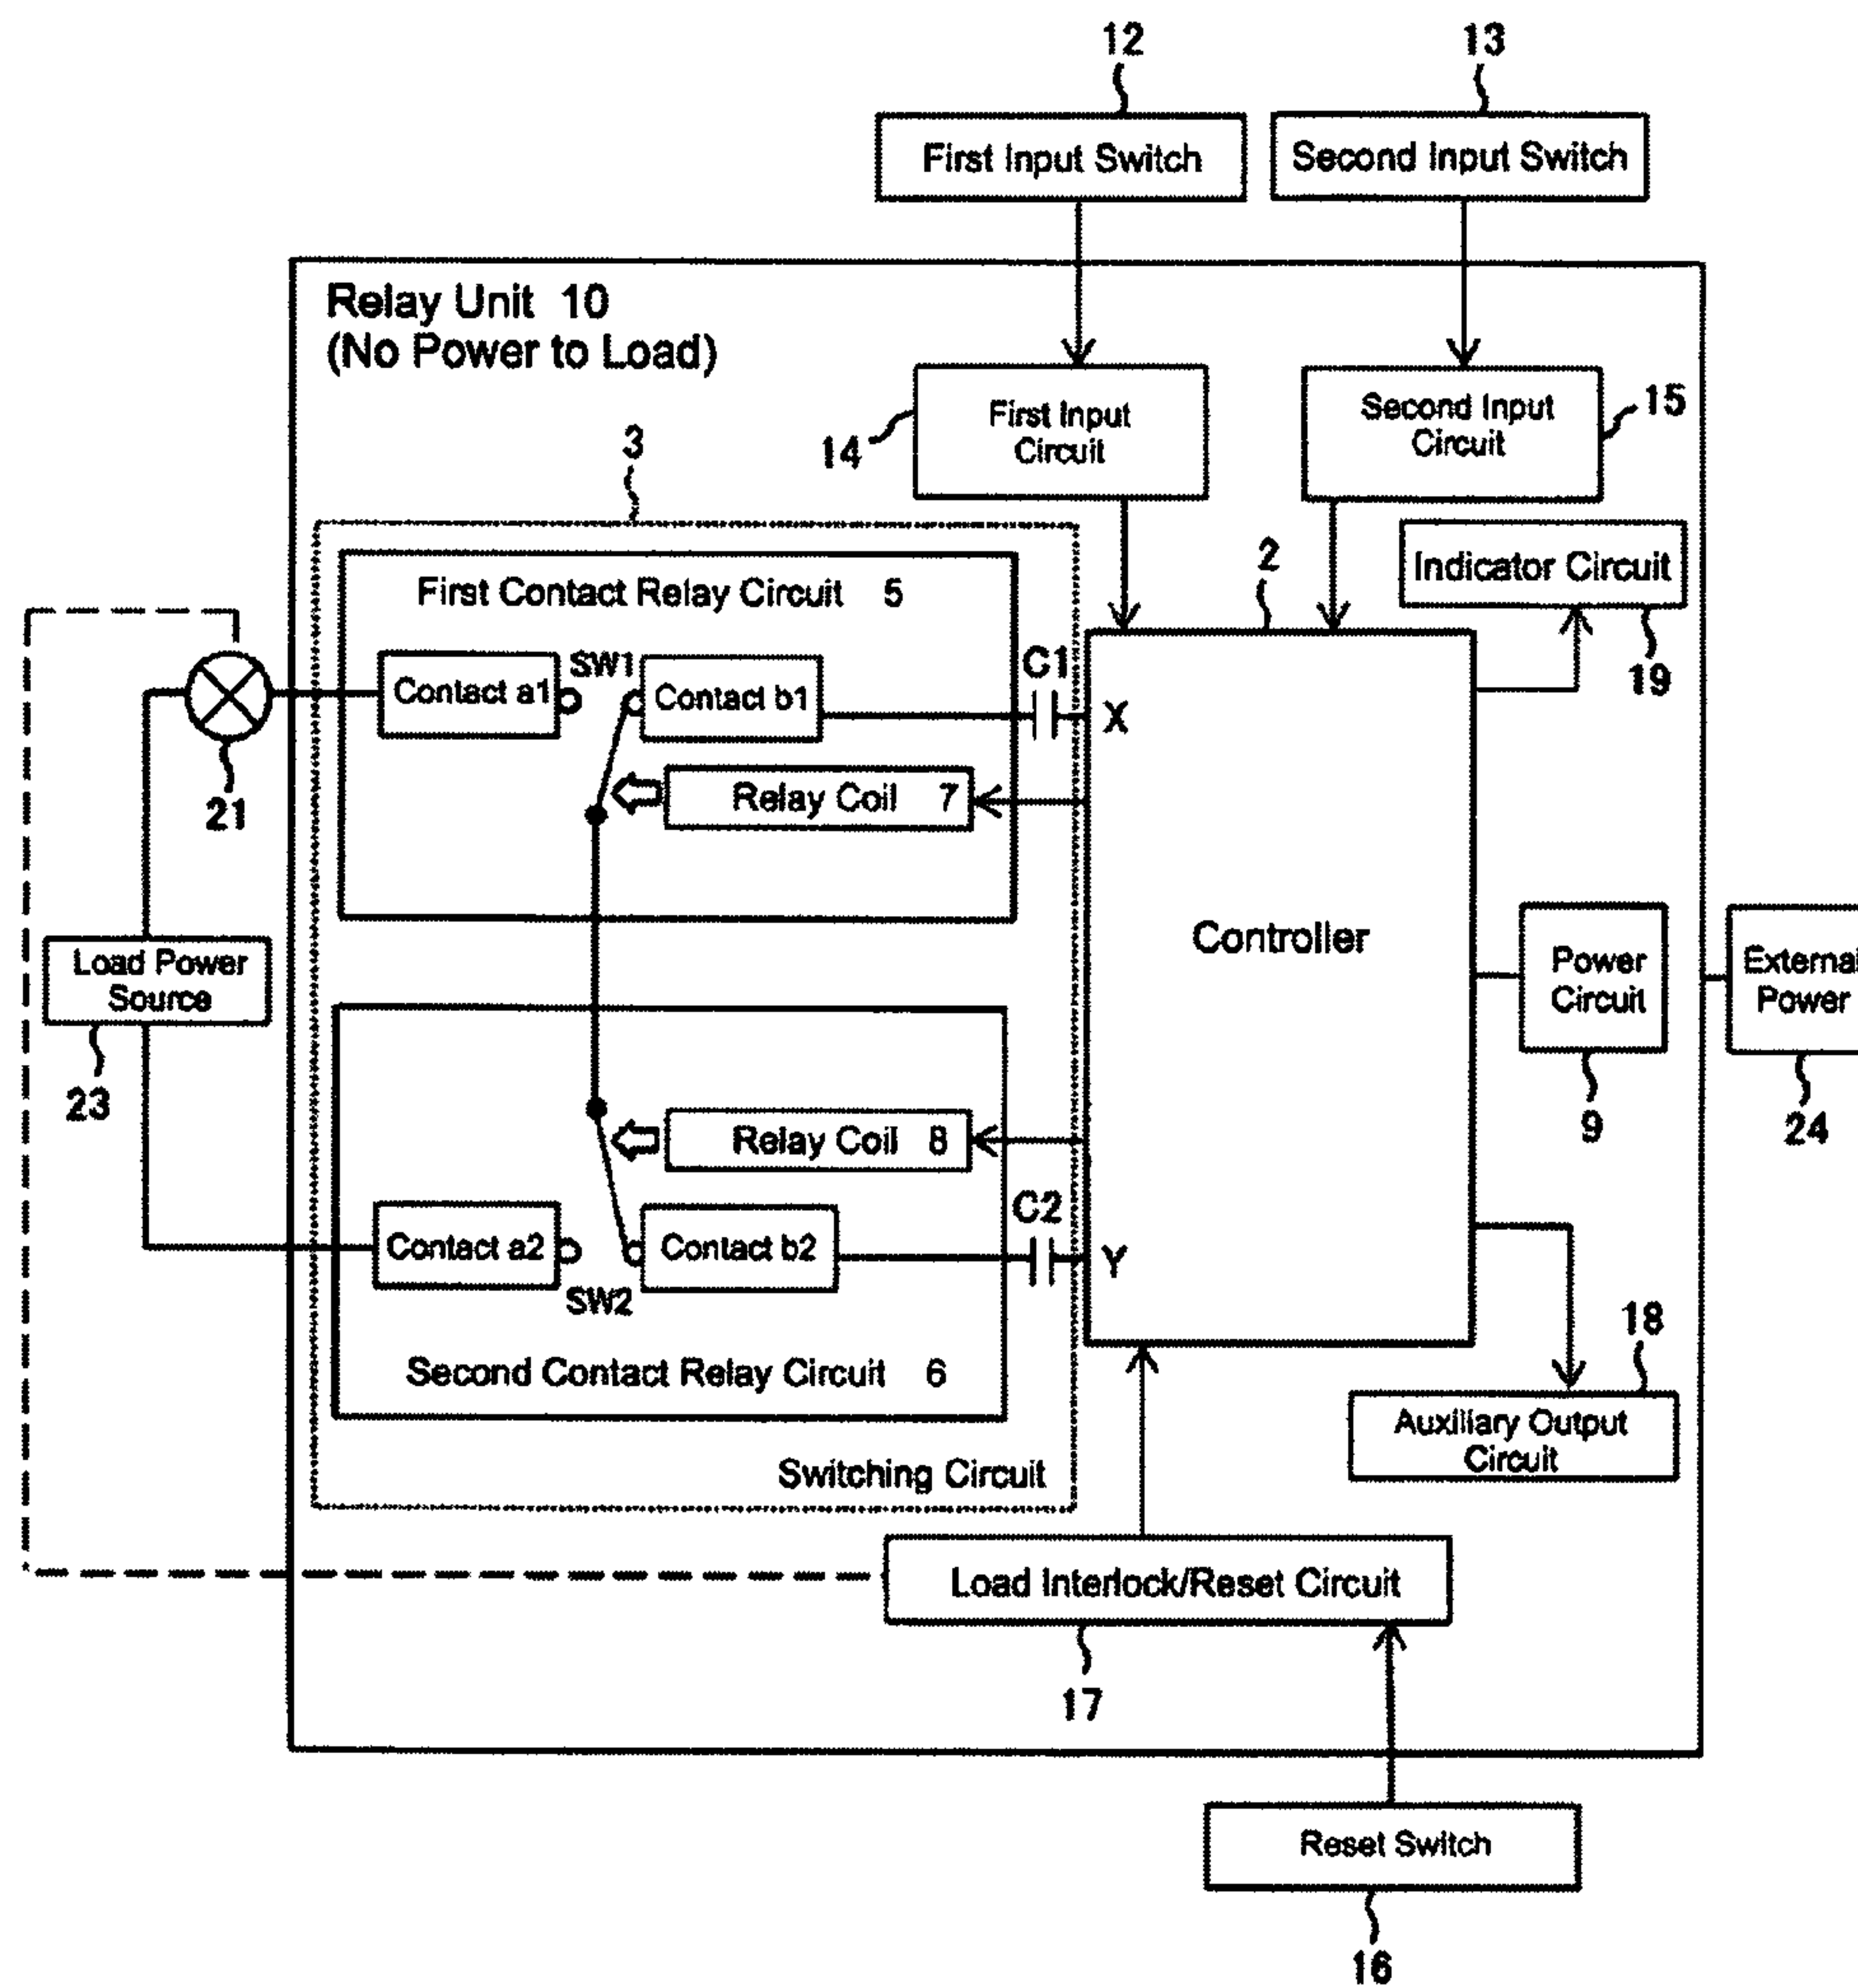 12
13
First Input Switch
Second Input Switch
Relay Unit 10
(No Power to Load)
First Input
Circuit
14
Second Input
Circuit
15
3
2
Indicator Circuit
19
First Contact Relay Circuit 5
Contact a1
SW1
Contact b1
C1
X
Relay Coil 7
21
Controller
Load Power
Source
23
Power
Circuit
9
External
Power
24
Relay Coil 8
Contact a2
SW2
Contact b2
C2
Y
Second Contact Relay Circuit 6
Switching Circuit
18
Auxiliary Output
Circuit
Load Interlock/Reset Circuit
17
Reset Switch
16